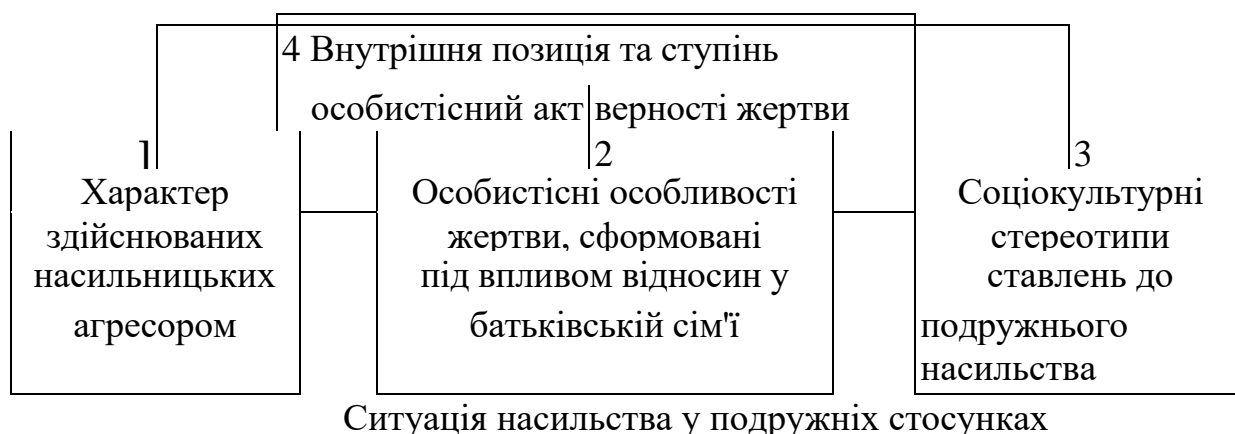 4 Внутрішня позиція та ступінь
особистісний акт верності жертви
1
Характер
здійснюваних
насильницьких
агресором
2
Особистісні особливості
жертви, сформовані
під впливом відносин у
батьківській сім'ї
3
Соціокультурні
стереотипи
ставлень до
подружнього
насильства
Ситуація насильства у подружніх стосунках